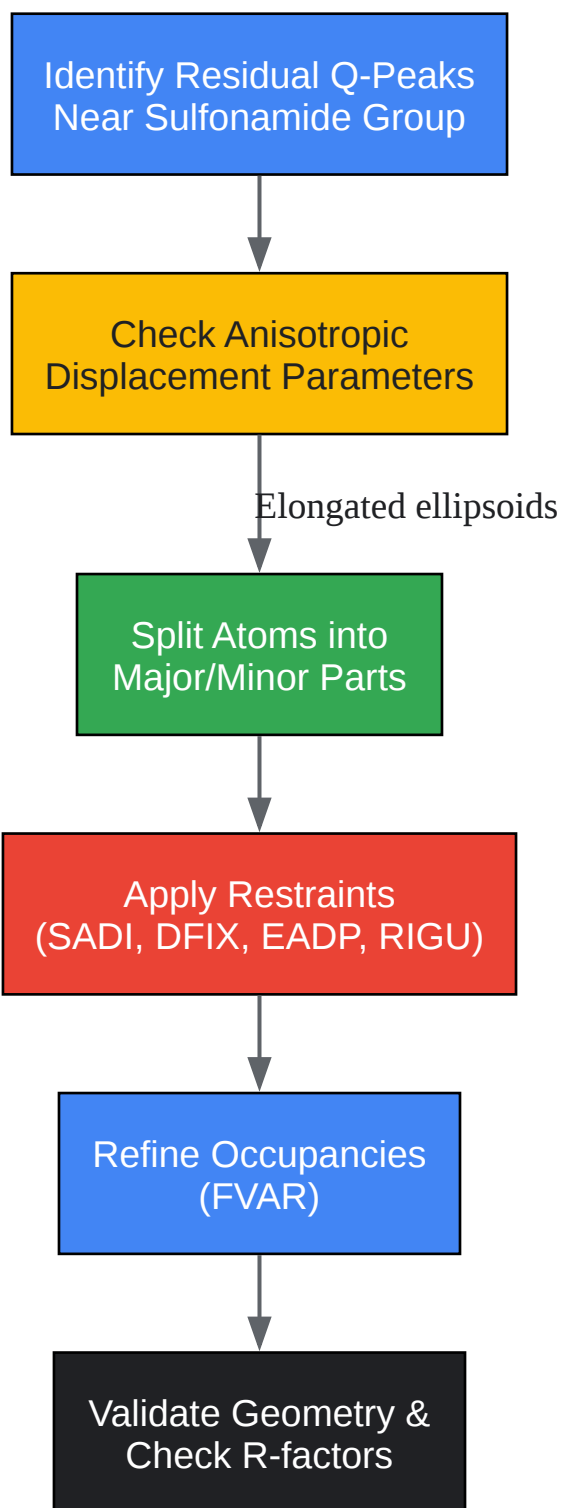 Identify Residual Q-Peaks
Near Sulfonamide Group
Check Anisotropic
Displacement Parameters
Elongated ellipsoids
Split Atoms into
Major/Minor Parts
Apply Restraints
(SADI, DFIX, EADP, RIGU)
Refine Occupancies
(FVAR)
Validate Geometry &
Check R-factors